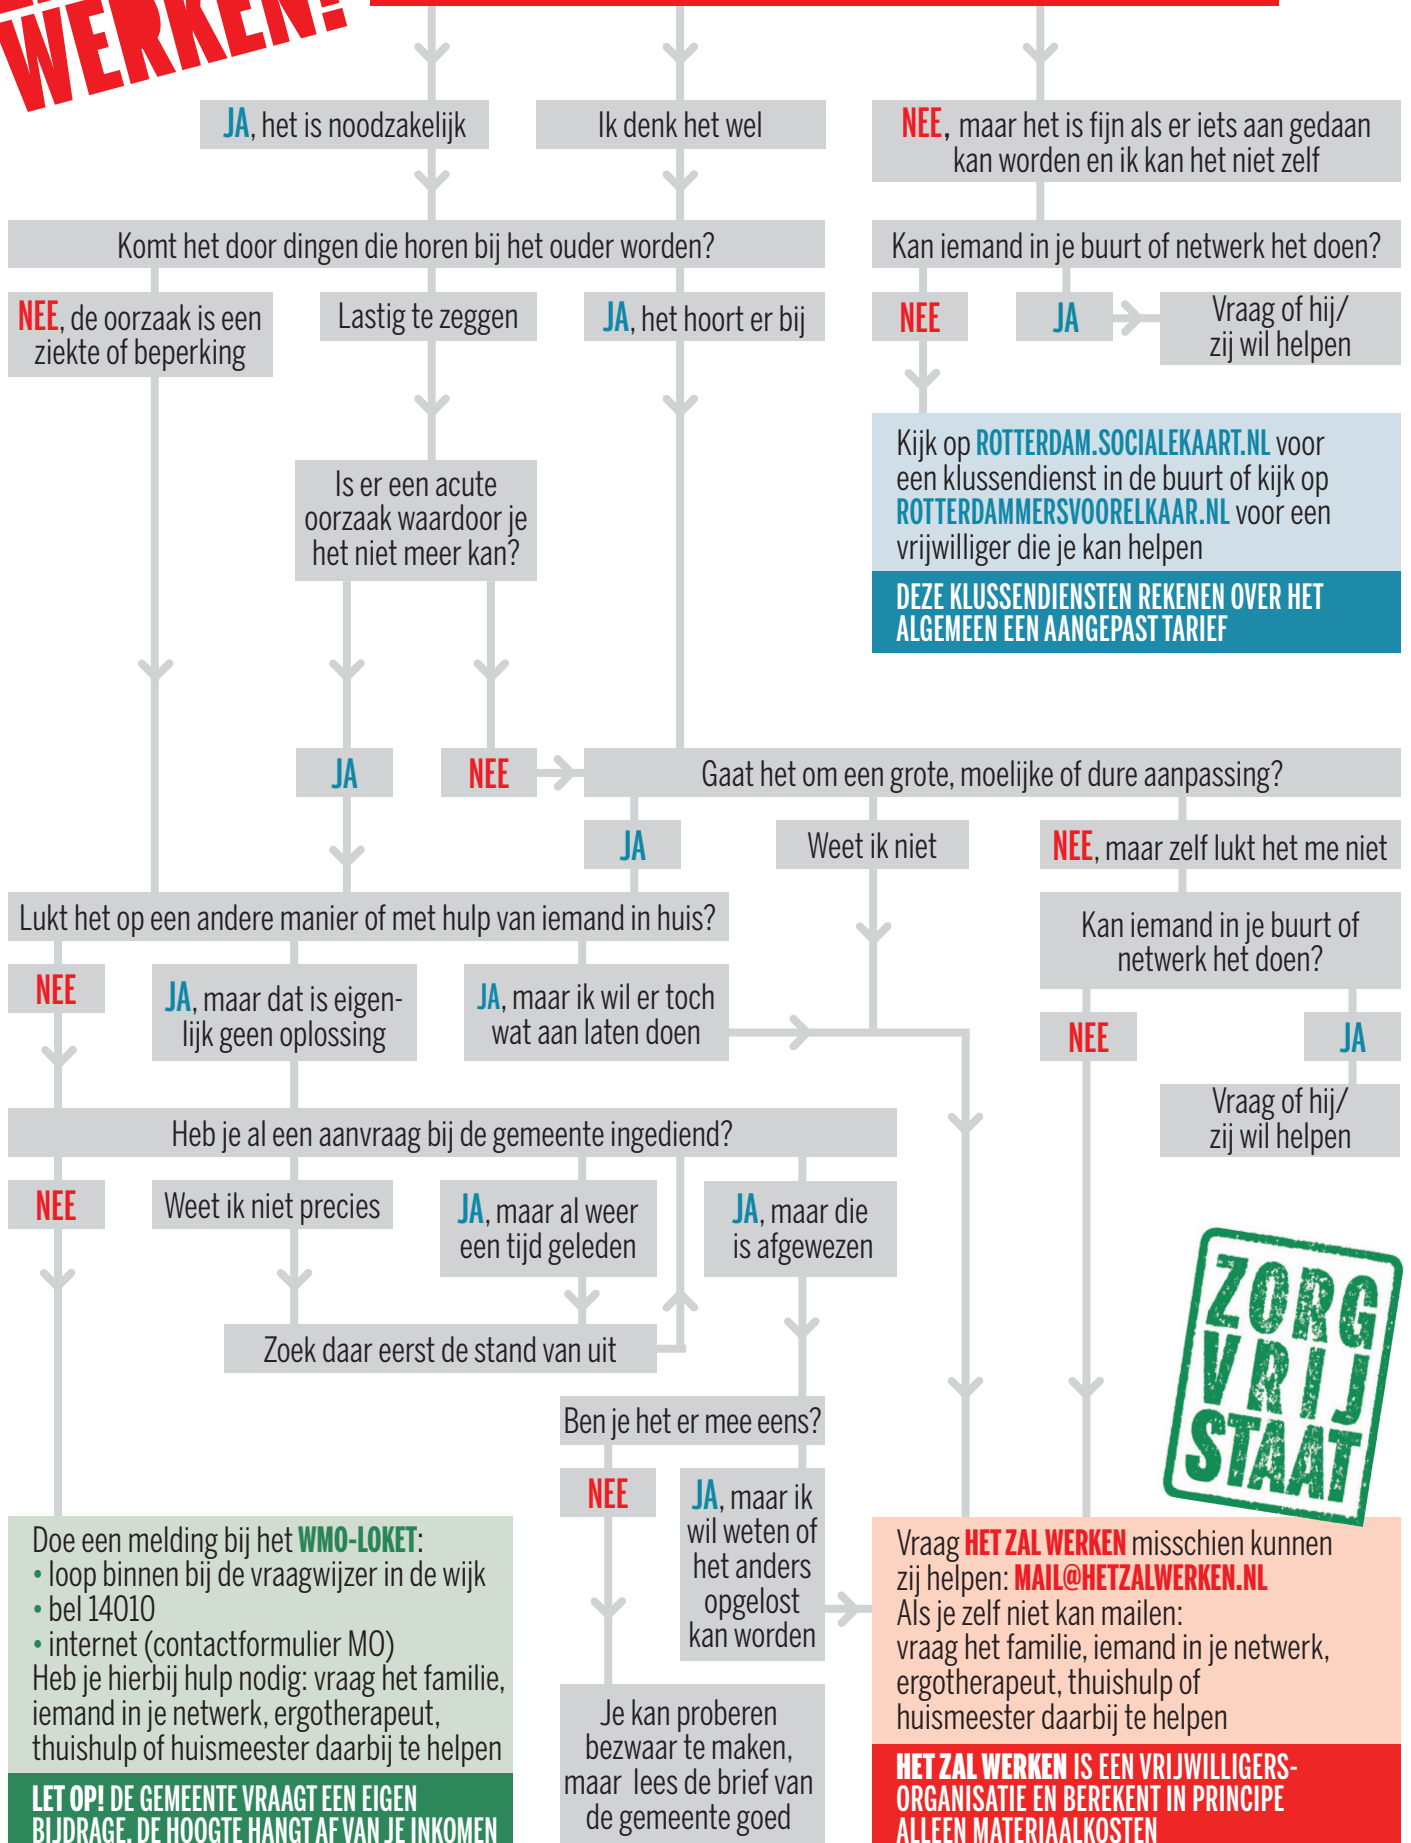 WERKEN!
JA, het is noodzakelijk
Ik denk het wel
NEE, maar het is fijn als er iets aan gedaan
kan worden en ik kan het niet zelf
Komt het door dingen die horen bij het ouder worden?
Kan iemand in je buurt of netwerk het doen?
NEE, de oorzaak is een
ziekte of beperking
Lastig te zeggen
JA, het hoort er bij
NEE
JA
Vraag of hij/
zij wil helpen
Kijk op ROTTERDAM.SOCIALEKAART.NL voor
een klussendienst in de buurt of kijk op
ROTTERDAMMERSVOORELKAAR.NL voor een
vrijwilliger die je kan helpen
DEZE KLUSSENDIENSTEN REKENEN OVER HET
ALGEMEEN EEN AANGEPAST TARIEF
Is er een acute
oorzaak waardoor je
het niet meer kan?
JA
NEE
Gaat het om een grote, moelijke of dure aanpassing?
JA
Weet ik niet
NEE, maar zelf lukt het me niet
Lukt het op een andere manier of met hulp van iemand in huis?
Kan iemand in je buurt of
netwerk het doen?
NEE
JA, maar dat is eigen-
lijk geen oplossing
JA, maar ik wil er toch
wat aan laten doen
NEE
JA
Vraag of hij/
zij wil helpen
Heb je al een aanvraag bij de gemeente ingediend?
NEE
Weet ik niet precies
JA, maar al weer
een tijd geleden
JA, maar die
is afgewezen
Zoek daar eerst de stand van uit
ZORG
VRIJ
STAAT
Ben je het er mee eens?
NEE
JA, maar ik
wil weten of
het anders
opgelost
kan worden
Je kan proberen
bezwaar te maken,
maar lees de brief van
de gemeente goed
Doe een melding bij het WMO-LOKET:
• loop binnen bij de vraagwijzer in de wijk
• bel 14010
• internet (contactformulier MO)
Heb je hierbij hulp nodig: vraag het familie,
iemand in je netwerk, ergotherapeut,
thuishulp of huismeester daarbij te helpen
LET OP! DE GEMEENTE VRAAGT EEN EIGEN
BIJDRAGE, DE HOOGTE HANGT AF VAN JE INKOMEN
Vraag HET ZAL WERKEN misschien kunnen
zij helpen: MAIL@HETZALWERKEN.NL
Als je zelf niet kan mailen:
vraag het familie, iemand in je netwerk,
ergotherapeut, thuishulp of
huismeester daarbij te helpen
HET ZAL WERKEN IS EEN VRIJWILLIGERS-
ORGANISATIE EN BEREKENT IN PRINCIPE
ALLEEN MATERIAALKOSTEN